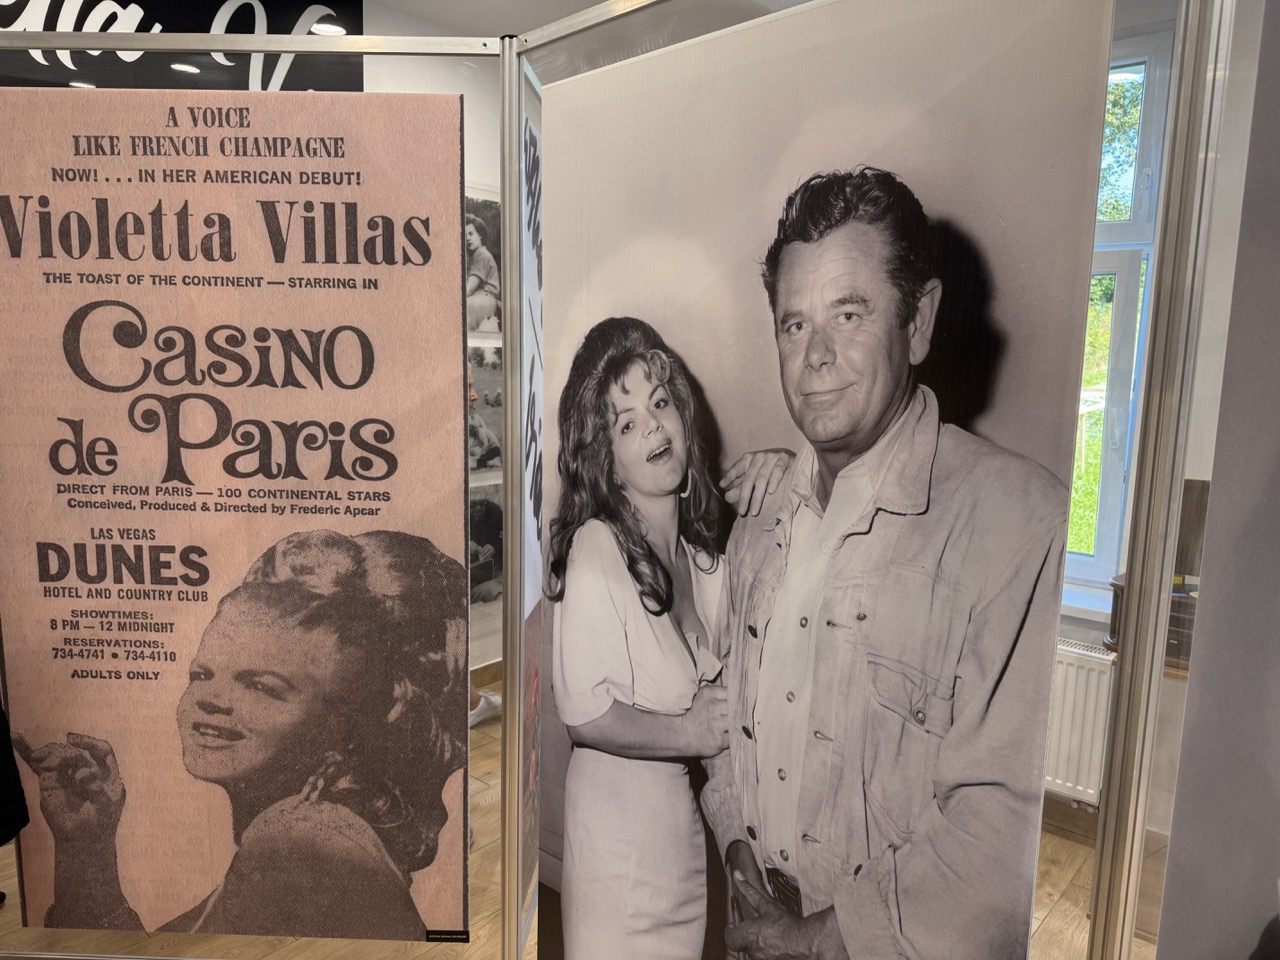 A VOICE
LIKE FRENCH CHAMPAGNE
NOW! . . . IN HER AMERICAN DEBUT!
Violetta Villas
THE TOAST OF THE CONTINENT — STARRING IN
Casino
de Paris
DIRECT FROM PARIS — 100 CONTINENTAL STARS
Conceived, Produced & Directed by Frederic Apcar
LAS VEGAS
DUNES
HOTEL AND COUNTRY CLUB
SHOWTIMES:
8 PM — 12 MIDNIGHT
RESERVATIONS:
734-4741 ● 734-4110
ADULTS ONLY